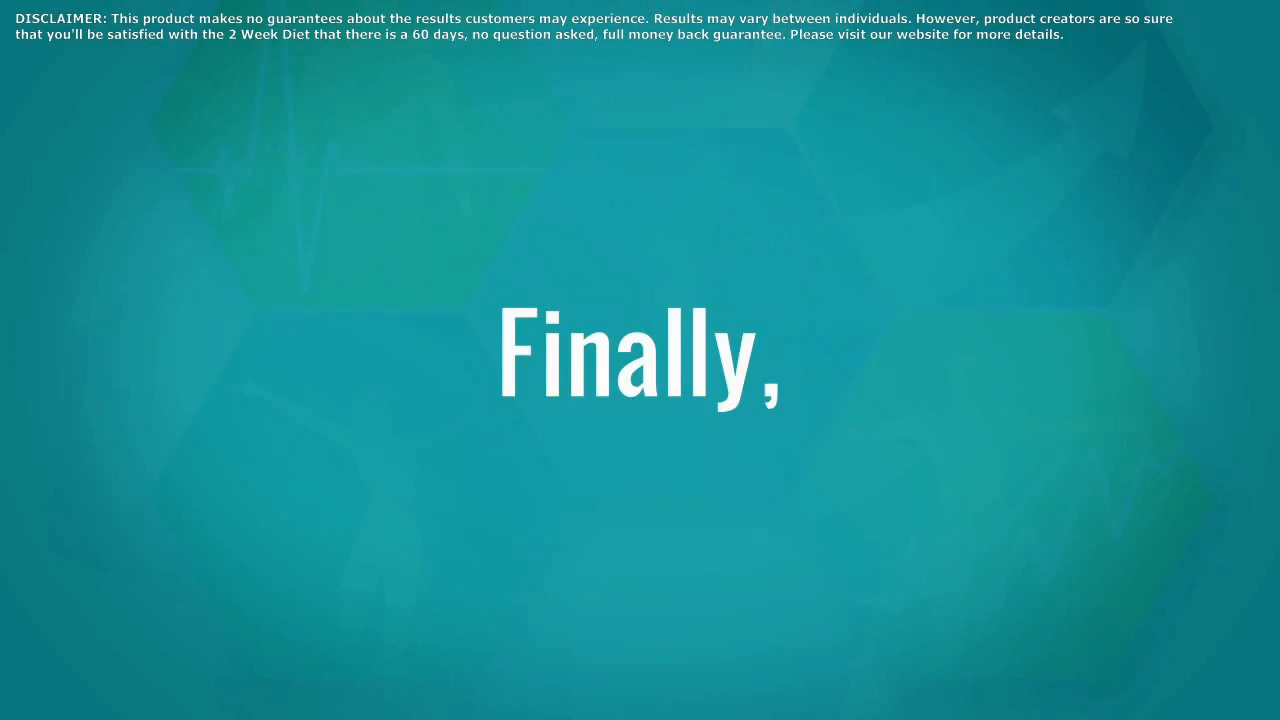 DISCLAIMER: This product makes no guarantees about the results customers may experience. Results may vary between individuals. However, product creators are so sure
that you'll be satisfied with the 2 Week Diet that there is a 60 days, no question asked, full money back guarantee. Please visit our website for more details.
Finally,